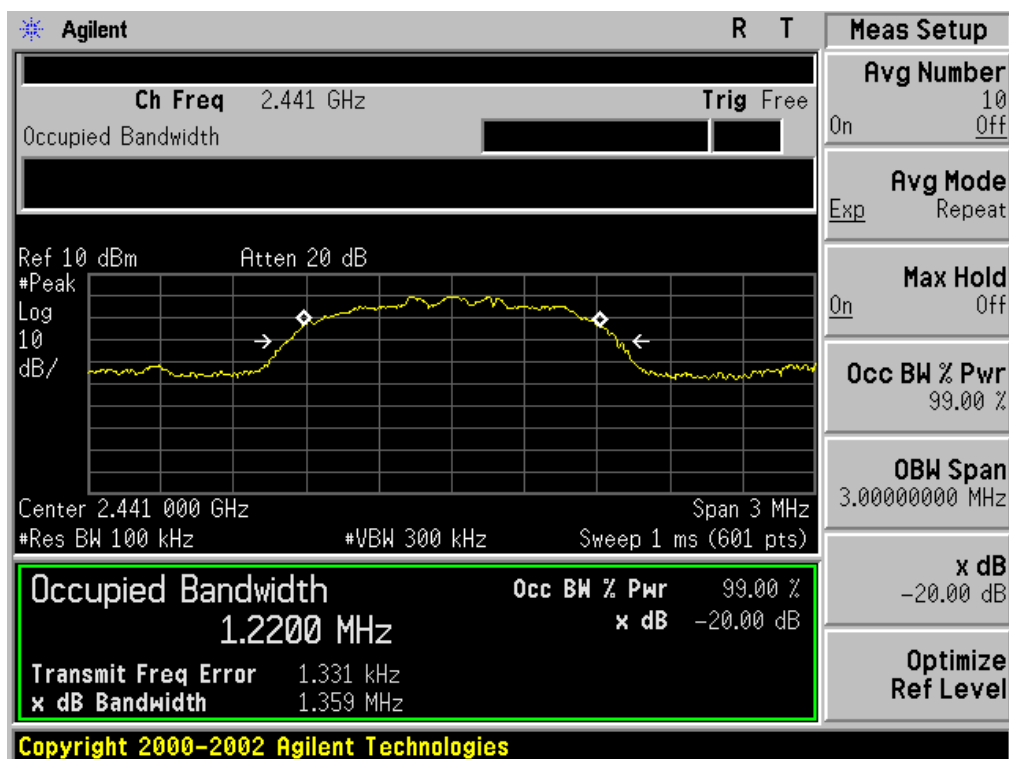 Agilent R T
Ch Freq 2.441 GHz Trig Free
Occupied Bandwidth
Ref 10 dBm Atten 20 dB
#Peak
Log
10
dB/
Center 2.441 000 GHz Span 3 MHz
#Res BW 100 kHz #VBW 300 kHz Sweep 1 ms (601 pts)
Occupied Bandwidth Occ BW % Pwr 99.00 %
1.2200 MHz x dB -20.00 dB
Transmit Freq Error 1.331 kHz
x dB Bandwidth 1.359 MHz
Copyright 2000-2002 Agilent Technologies
Meas Setup
Avg Number
10
On Off
Avg Mode
Exp Repeat
Max Hold
On Off
Occ BW % Pwr
99.00 %
OBW Span
3.00000000 MHz
x dB
-20.00 dB
Optimize
Ref Level